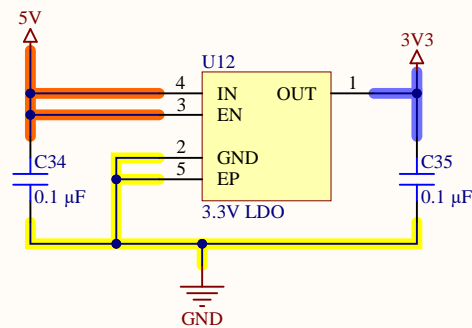 5V
3V3
U12
4 IN OUT 1
3 EN
2 GND
5 EP
C34
0.1 µF
3.3V LDO
C35
0.1 µF
GND